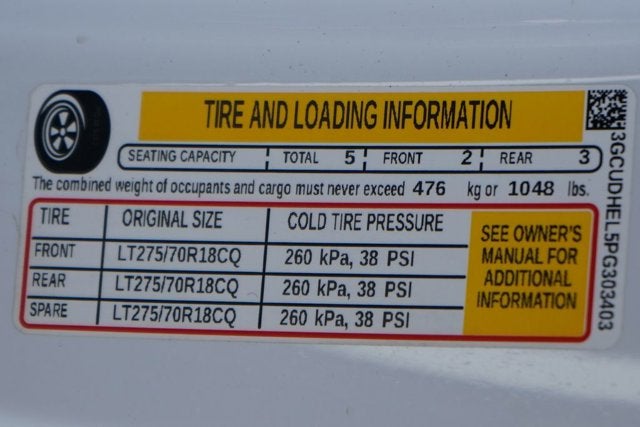 TIRE AND LOADING INFORMATION
SEATING CAPACITY TOTAL 5 FRONT 2 REAR 3
The combined weight of occupants and cargo must never exceed 476 kg or 1048 lbs.
TIRE ORIGINAL SIZE COLD TIRE PRESSURE
FRONT LT275/70R18CQ 260 kPa, 38 PSI
REAR LT275/70R18CQ 260 kPa, 38 PSI
SPARE LT275/70R18CQ 260 kPa, 38 PSI
SEE OWNER'S
MANUAL FOR
ADDITIONAL
INFORMATION
3GCUDHEL5PG303403